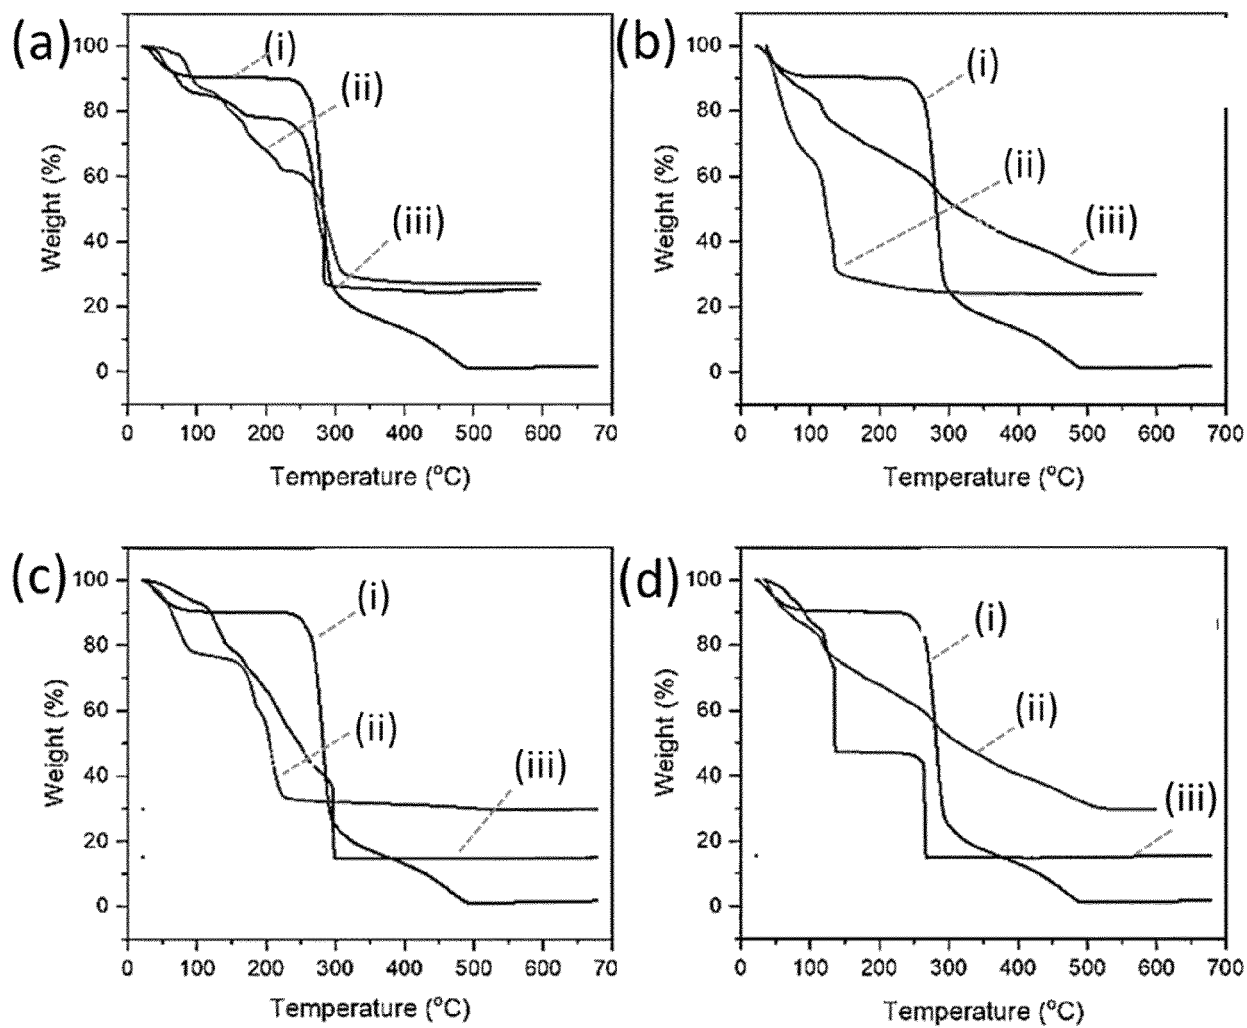 (a)
(i)
(ii)
(iii)
100
80
60
40
20
0
Weight (%)
0 100 200 300 400 500 600 70
Temperature (°C)
(b)
(i)
(ii)
(iii)
100
80
60
40
20
0
Weight (%)
0 100 200 300 400 500 600 700
Temperature (°C)
(c)
(i)
(ii)
(iii)
100
80
60
40
20
0
Weight (%)
0 100 200 300 400 500 600 70
Temperature (°C)
(d)
(i)
(ii)
(iii)
100
80
60
40
20
0
Weight (%)
0 100 200 300 400 500 600 700
Temperature (°C)